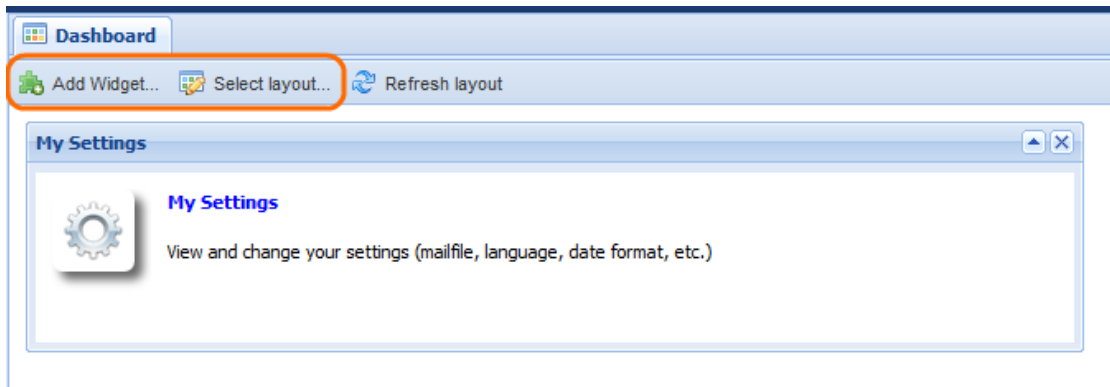 Dashboard
Add Widget... Select layout... Refresh layout
My Settings
My Settings
View and change your settings (mailfile, language, date format, etc.)